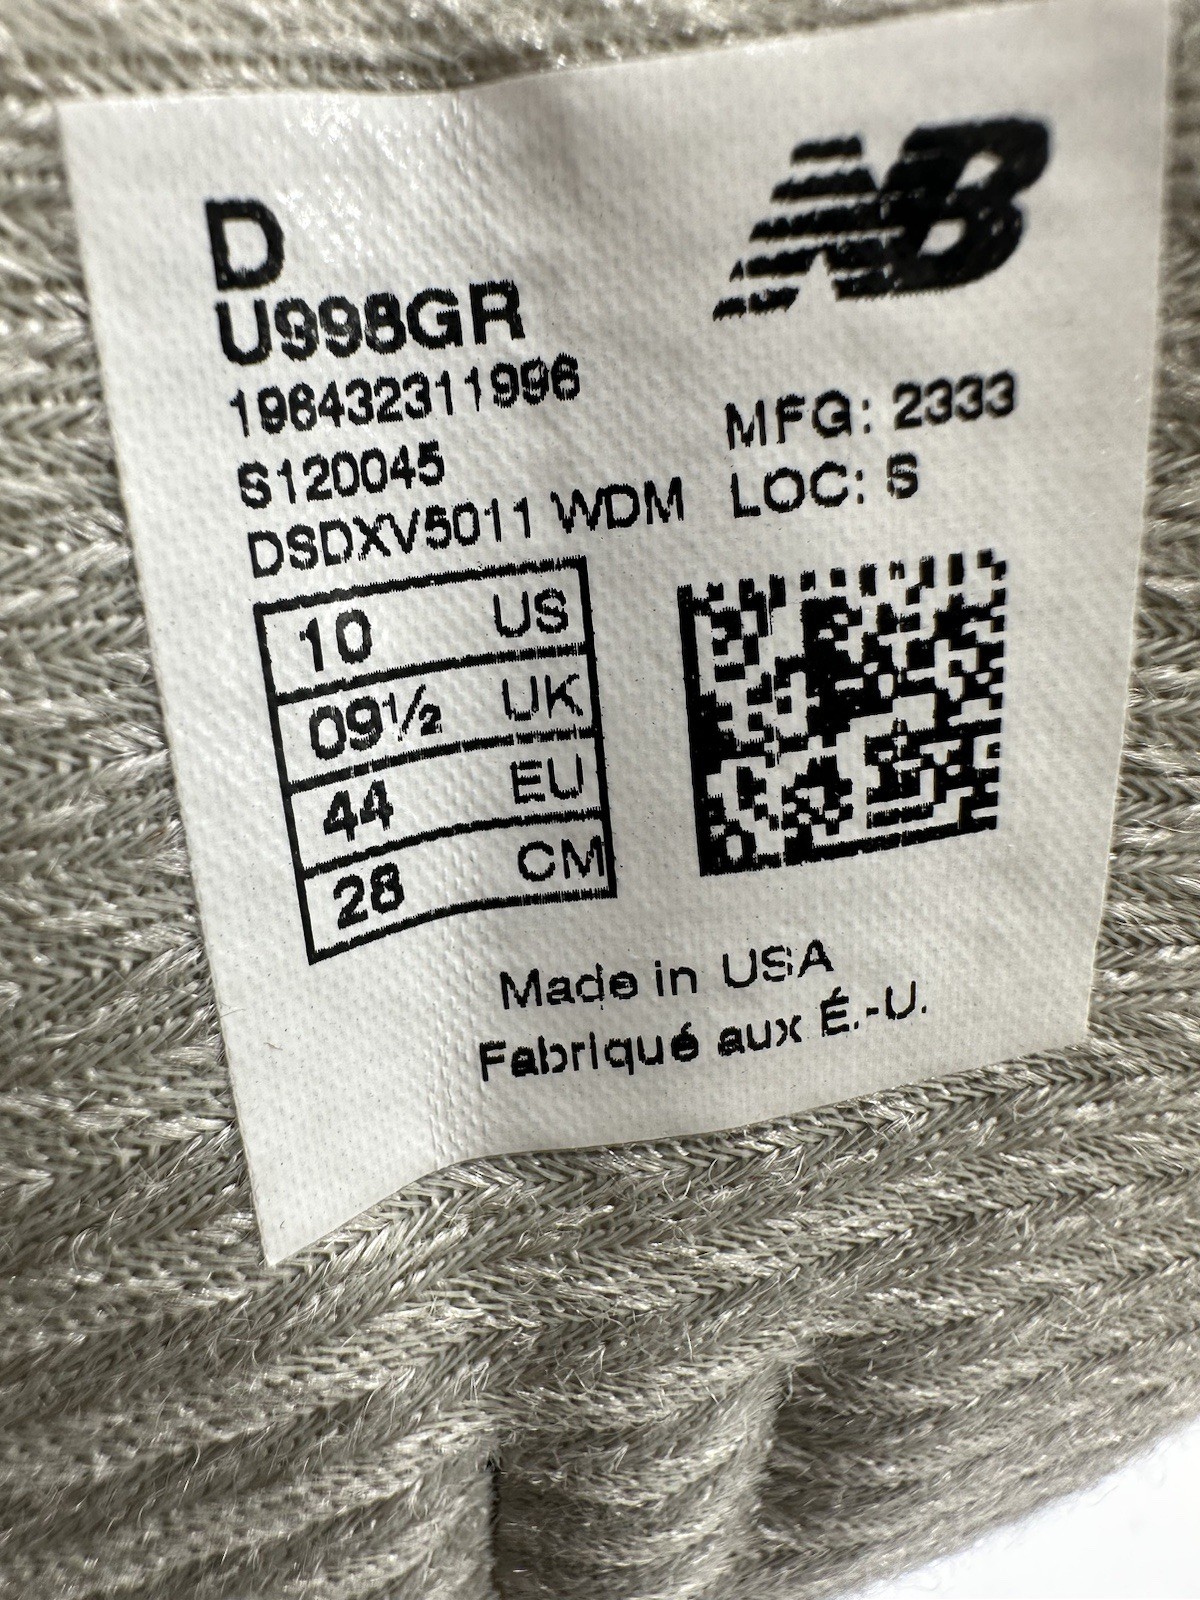 D
NB
U998GR
196432311996
S120045
DSDXV5011 WDM
MFG: 2333
LOC: S
10 US
09½ UK
44 EU
28 CM
Made in USA
Fabriqué aux É.-U.